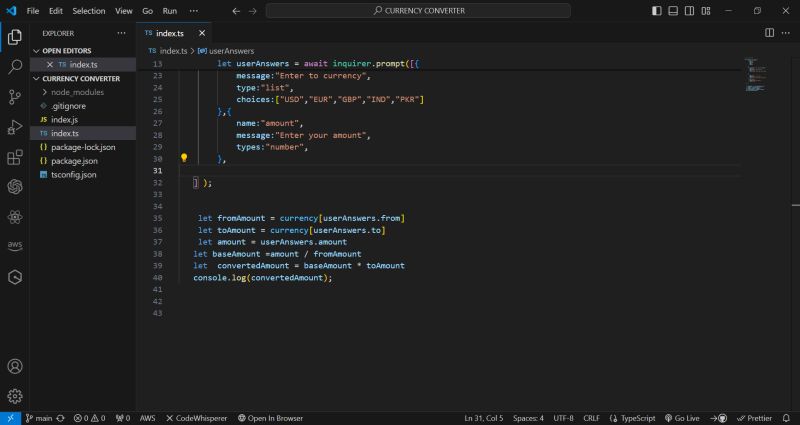 File Edit Selection View Go Run ···
CURRENCY CONVERTER
EXPLORER ···
OPEN EDITORS
TS index.ts
CURRENCY CONVERTER
node_modules
.gitignore
JS index.js
TS index.ts
{} package-lock.json
{} package.json
tsconfig.json
aws
TS index.ts
TS index.ts > userAnswers
13 let userAnswers = await inquirer.prompt([{
23 message:"Enter to currency",
24 type:"list",
25 choices:["USD","EUR","GBP","IND","PKR"]
26 },{
27 name:"amount",
28 message:"Enter your amount",
29 types:"number",
30 },
31
32 ] );
33
34
35 let fromAmount = currency[userAnswers.from]
36 let toAmount = currency[userAnswers.to]
37 let amount = userAnswers.amount
38 let baseAmount =amount / fromAmount
39 let  convertedAmount = baseAmount * toAmount
40 console.log(convertedAmount);
41
42
43
main 0 0 0 AWS CodeWhisperer Open In Browser Ln 31, Col 5 Spaces: 4 UTF-8 CRLF {} TypeScript Go Live Prettier